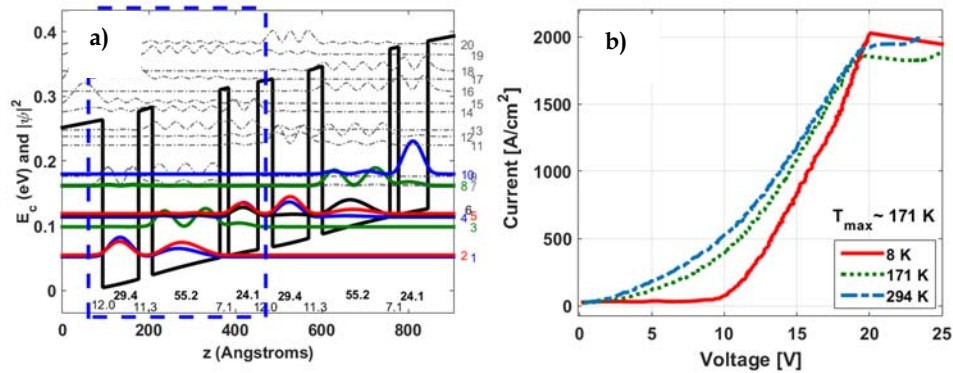 a)
E_c (eV) and |ψ|²
0.4
0.3
0.2
0.1
0
20
19
18
17
16
15
14
13
12
11
10
9
8 7
6
5
4
3
2 1
29.4 55.2 24.1 29.4 55.2 24.1
12.0 11.3 7.1 12.0 11.3 7.1
0 200 400 600 800
z (Angstroms)
b)
Current [A/cm²]
2000
1500
1000
500
0
T_max ~ 171 K
8 K
171 K
294 K
0 5 10 15 20 25
Voltage [V]